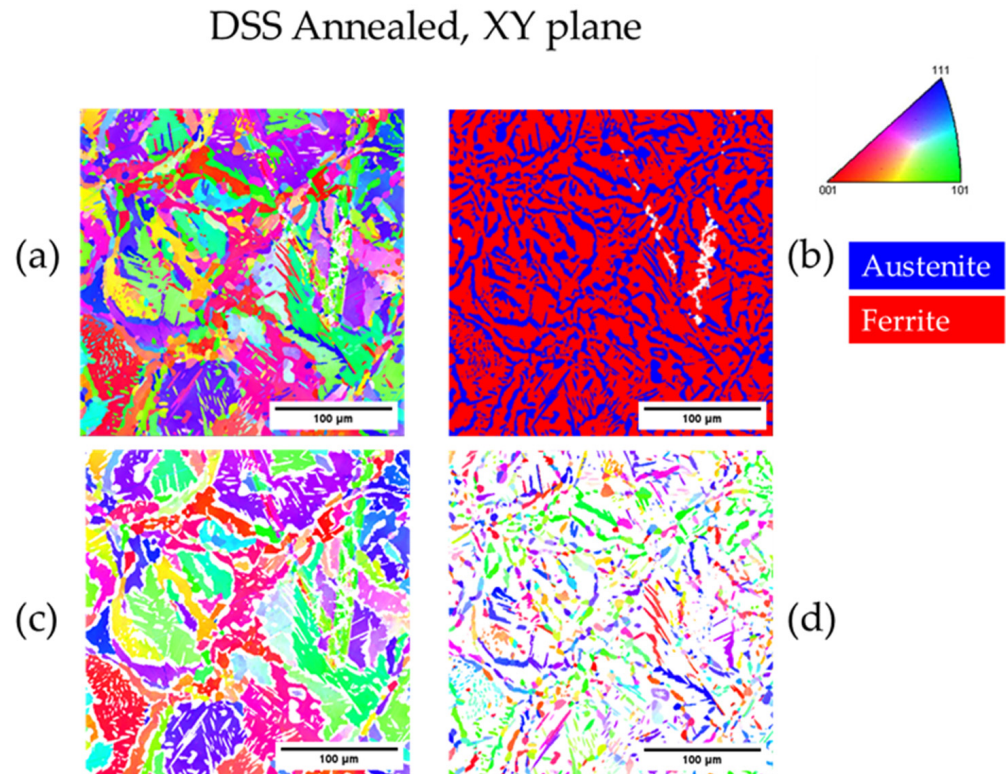 DSS Annealed, XY plane
111
001
101
(a)
(b)
Austenite
Ferrite
100 µm
100 µm
(c)
(d)
100 µm
100 µm